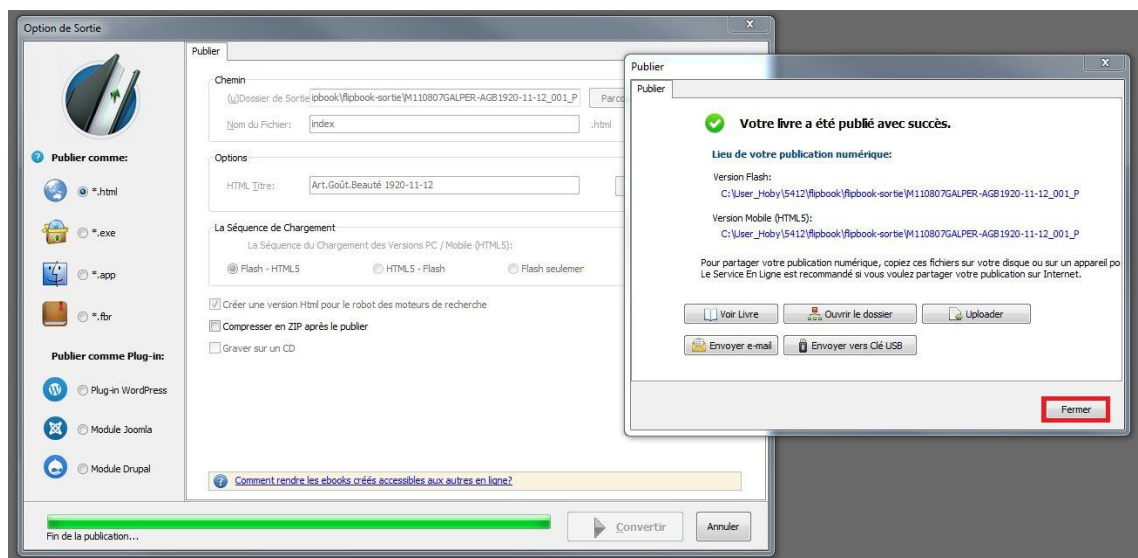 Option de Sortie
Publier
Chemin
(u)Dossier de Sortie ipbook\flipbook-sortie\M110807GALPER-AGB1920-11-12_001_P Parco
Nom du Fichier: index .html
Publier comme:
*.html
*.exe
*.app
*.fbr
Publier comme Plug-in:
Plug-in WordPress
Module Joomla
Module Drupal
Options
HTML Titre: Art.Goût.Beauté 1920-11-12
La Séquence de Chargement
La Séquence du Chargement des Versions PC / Mobile (HTML5):
Flash - HTML5 HTML5 - Flash Flash seulemer
Créer une version Html pour le robot des moteurs de recherche
Compresser en ZIP après le publier
Graver sur un CD
Comment rendre les ebooks créés accessibles aux autres en ligne?
Fin de la publication...
Convertir Annuler
Publier
Publier
Votre livre a été publié avec succès.
Lieu de votre publication numérique:
Version Flash:
C:\User_Hoby\5412\flipbook\flipbook-sortie\M110807GALPER-AGB1920-11-12_001_P
Version Mobile (HTML5):
C:\User_Hoby\5412\flipbook\flipbook-sortie\M110807GALPER-AGB1920-11-12_001_P
Pour partager votre publication numérique, copiez ces fichiers sur votre disque ou sur un appareil po
Le Service En Ligne est recommandé si vous voulez partager votre publication sur Internet.
Voir Livre Ouvrir le dossier Uploader
Envoyer e-mail Envoyer vers Clé USB
Fermer